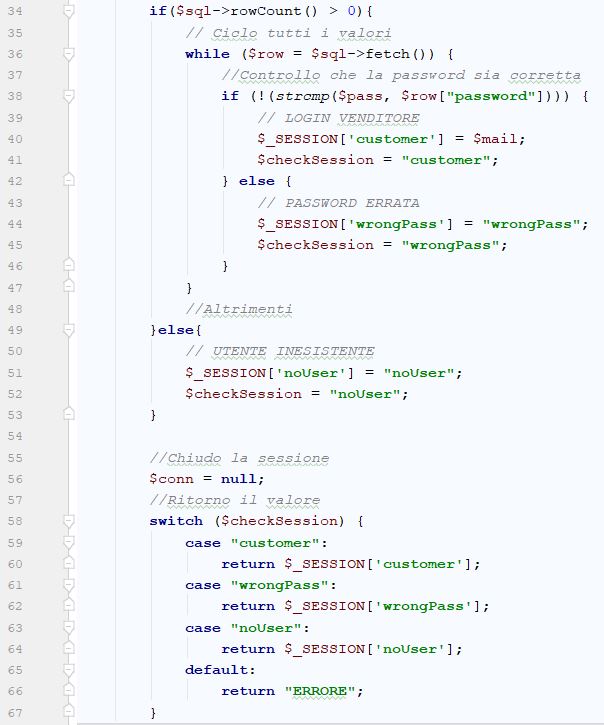 34 if($sql->rowCount() > 0){
35 // Ciclo tutti i valori
36 while ($row = $sql->fetch()) {
37 //Controllo che la password sia corretta
38 if (!(strcmp($pass, $row["password"]))) {
39 // LOGIN VENDITORE
40 $_SESSION['customer'] = $mail;
41 $checkSession = "customer";
42 } else {
43 // PASSWORD ERRATA
44 $_SESSION['wrongPass'] = "wrongPass";
45 $checkSession = "wrongPass";
46 }
47 }
48 //Altrimenti
49 }else{
50 // UTENTE INESISTENTE
51 $_SESSION['noUser'] = "noUser";
52 $checkSession = "noUser";
53 }
54
55 //Chiudo la sessione
56 $conn = null;
57 //Ritorno il valore
58 switch ($checkSession) {
59 case "customer":
60 return $_SESSION['customer'];
61 case "wrongPass":
62 return $_SESSION['wrongPass'];
63 case "noUser":
64 return $_SESSION['noUser'];
65 default:
66 return "ERRORE";
67 }